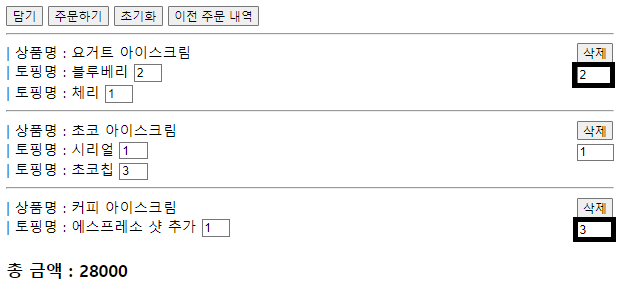 담기 주문하기 초기화 이전 주문 내역
| 상품명 : 요거트 아이스크림 삭제
| 토핑명 : 블루베리 2 2
| 토핑명 : 체리 1
| 상품명 : 초코 아이스크림 삭제
| 토핑명 : 시리얼 1 1
| 토핑명 : 초코칩 3
| 상품명 : 커피 아이스크림 삭제
| 토핑명 : 에스프레소 샷 추가 1 3
총 금액 : 28000